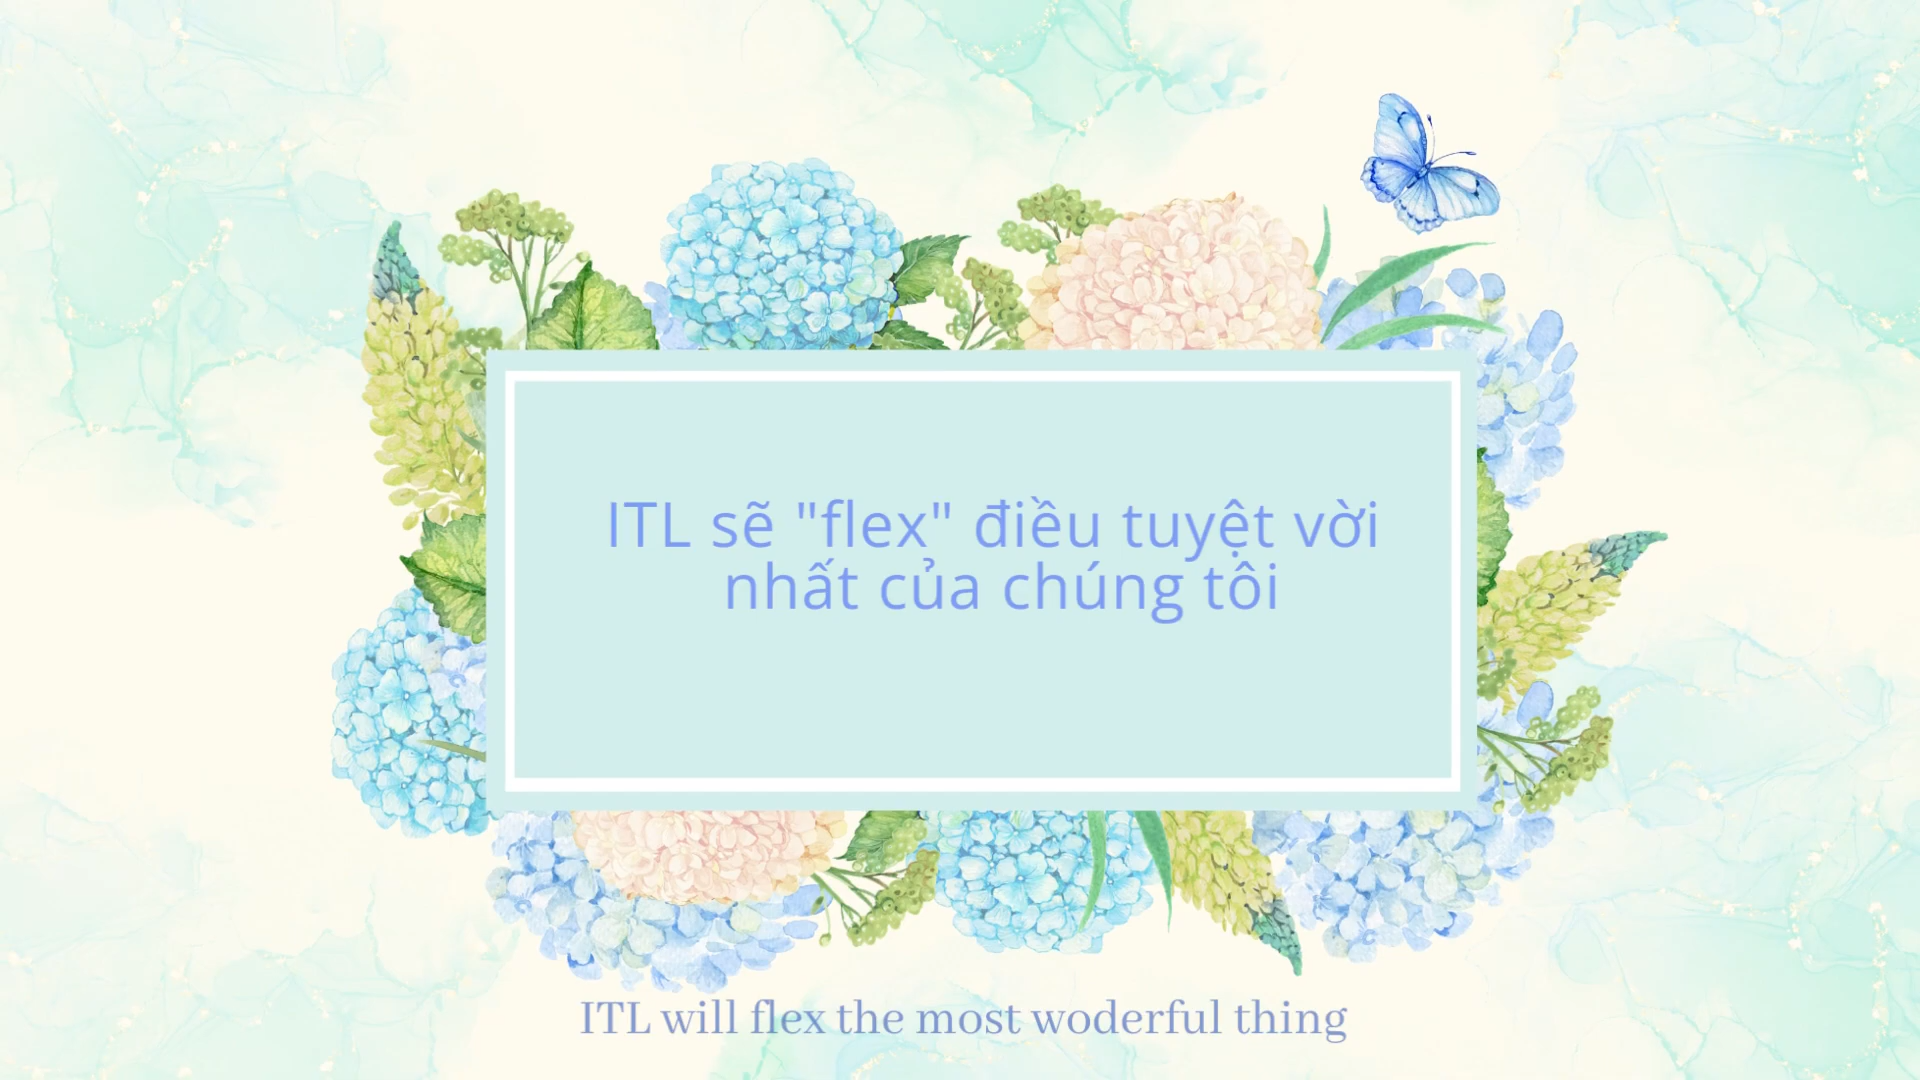 ITL sẽ "flex" điều tuyệt vời
nhất của chúng tôi
ITL will flex the most woderful thing